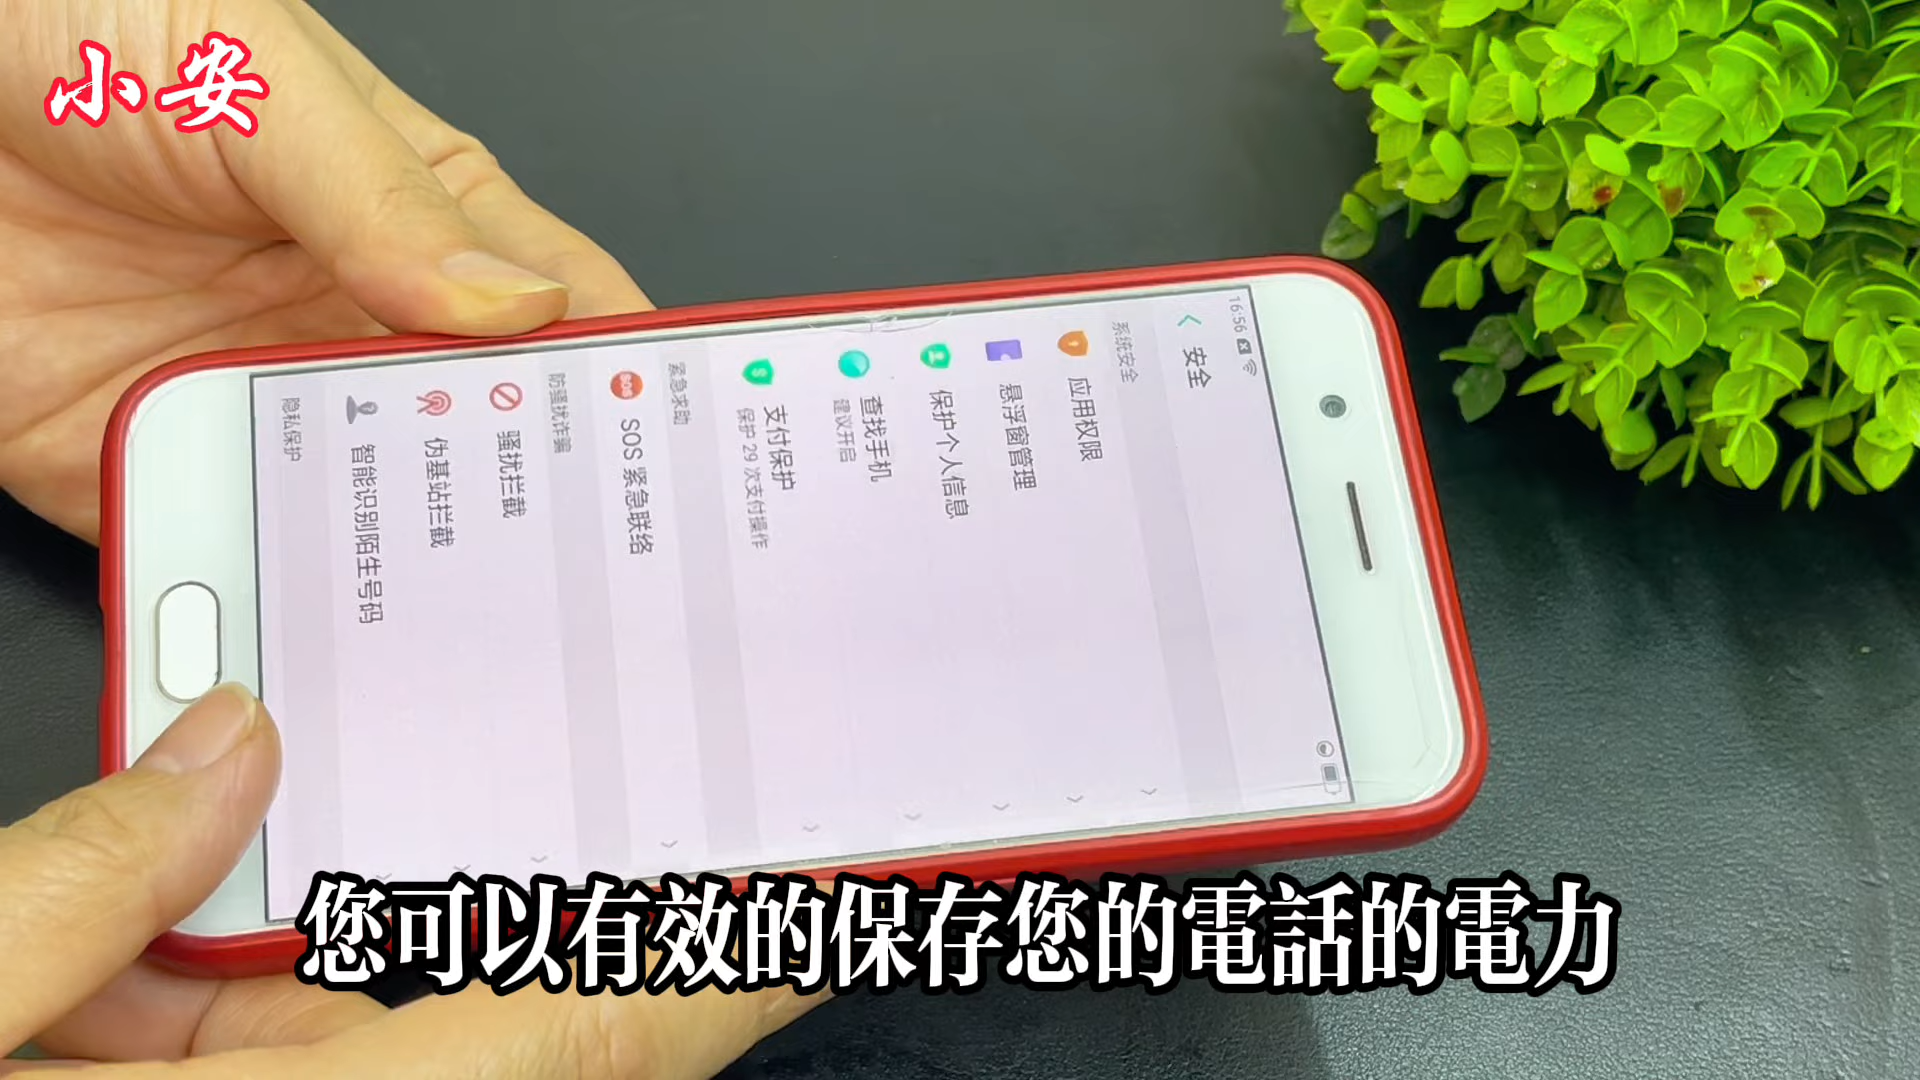 小安
16:56
安全
系统安全
应用权限
悬浮窗管理
保护个人信息
查找手机
建议开启
支付保护
保护 29 次支付操作
紧急求助
SOS
SOS 紧急联络
防骚扰诈骗
骚扰拦截
伪基站拦截
智能识别陌生号码
隐私保护
您可以有效的保存您的電話的電力